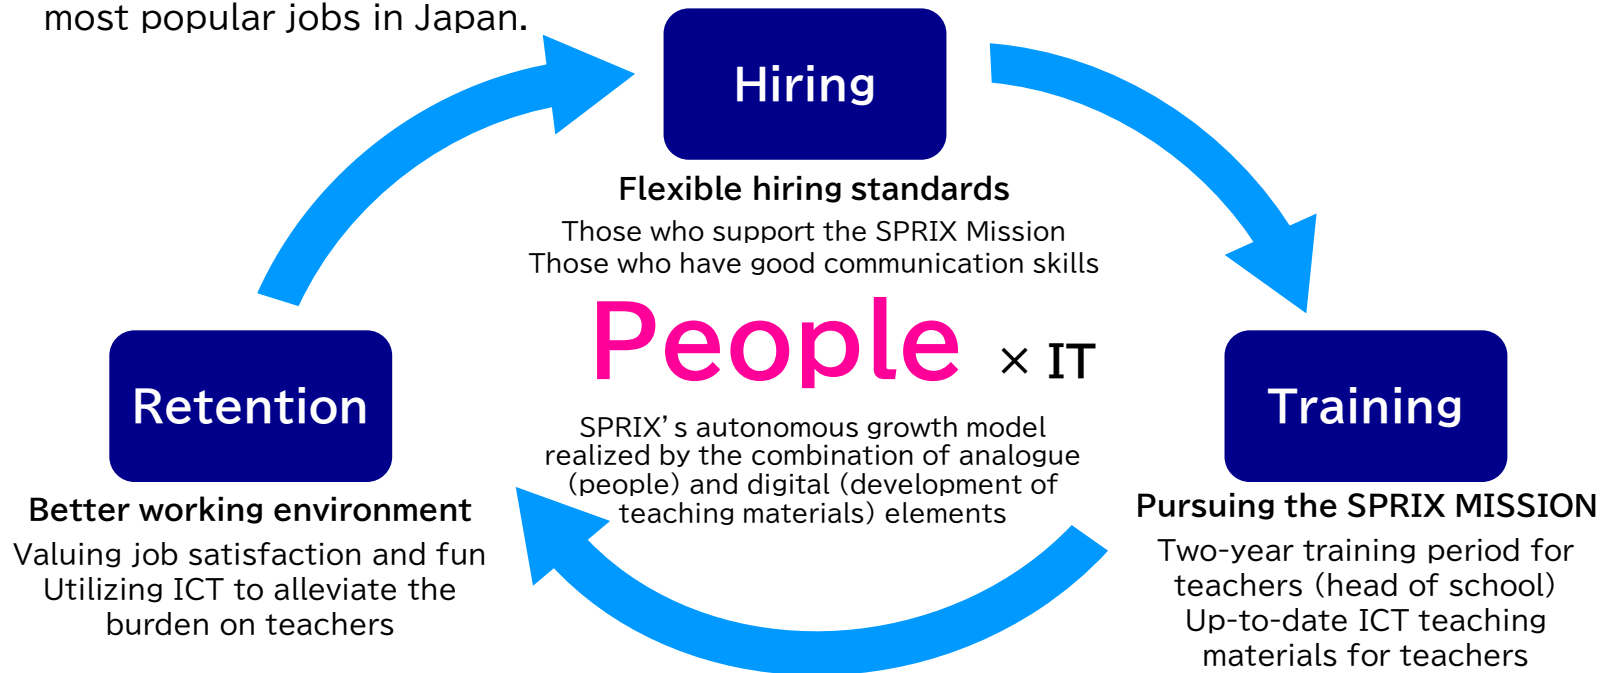 most popular jobs in Japan.
Hiring
Flexible hiring standards
Those who support the SPRIX Mission
Those who have good communication skills
People × IT
SPRIX’s autonomous growth model
realized by the combination of analogue
(people) and digital (development of
teaching materials) elements
Retention
Better working environment
Valuing job satisfaction and fun
Utilizing ICT to alleviate the
burden on teachers
Training
Pursuing the SPRIX MISSION
Two-year training period for
teachers (head of school)
Up-to-date ICT teaching
materials for teachers